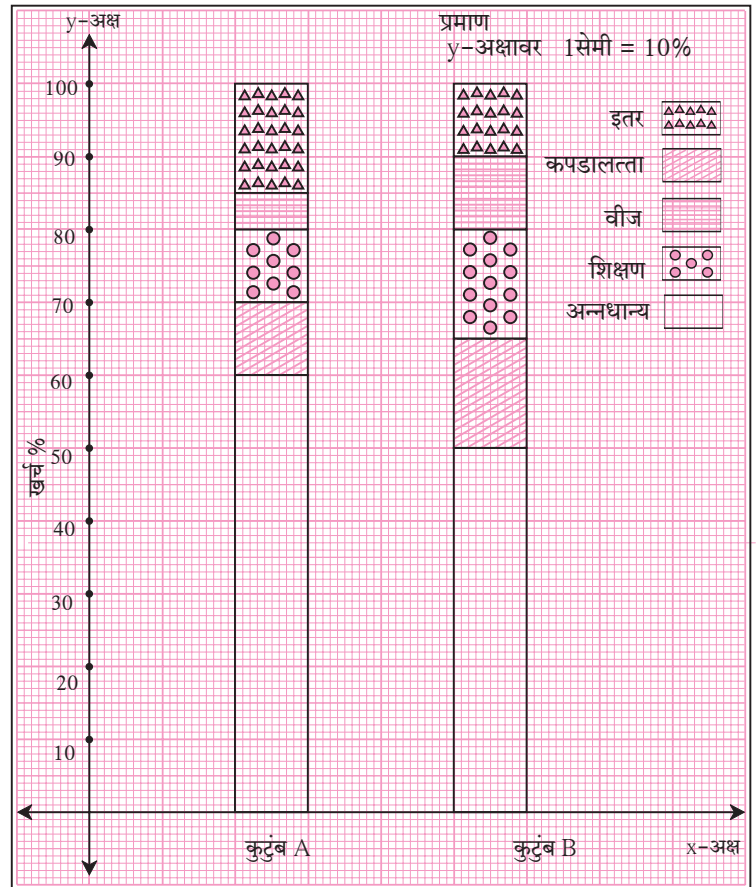 y-अक्ष
प्रमाण
y-अक्षावर 1सेमी = 10%
100
90
80
70
60
50
40
30
20
10
खर्च %
इतर
कपडालत्ता
वीज
शिक्षण
अन्नधान्य
कुटुंब A
कुटुंब B
x-अक्ष